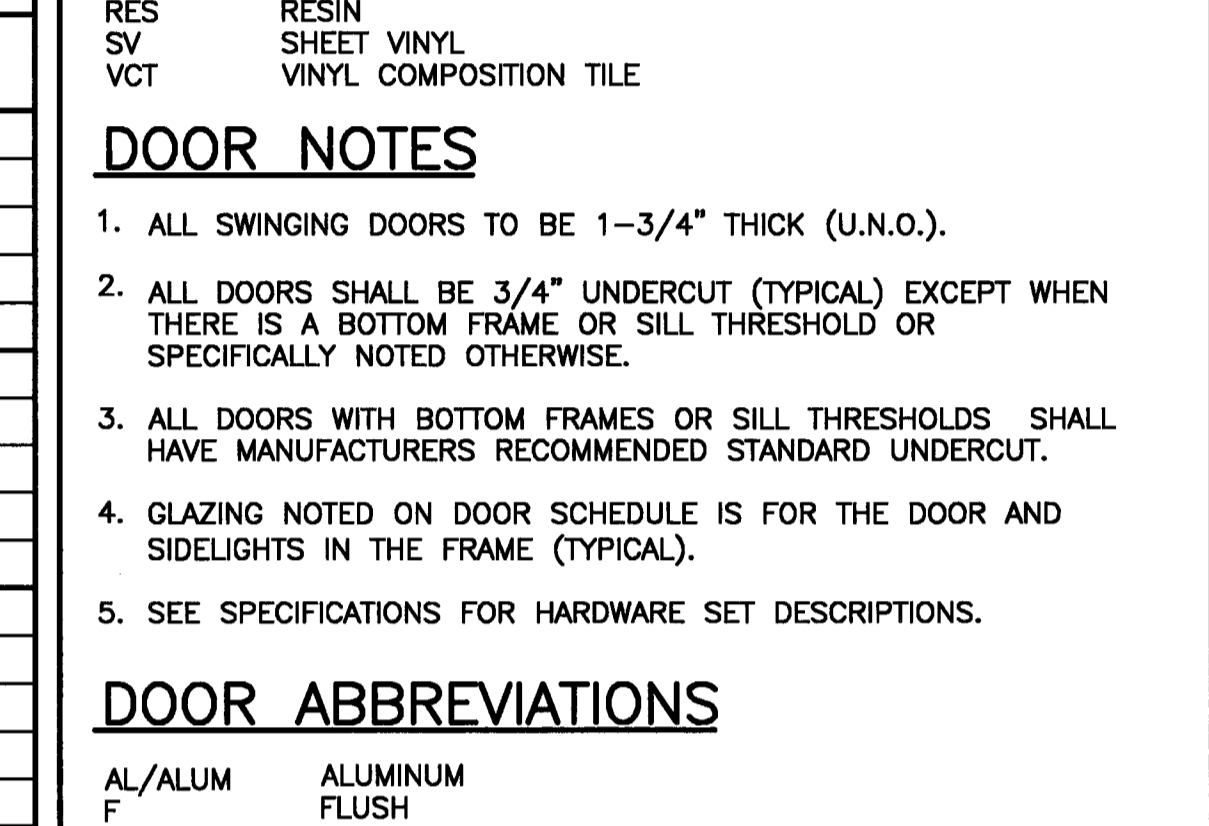 RES RESIN
SV SHEET VINYL
VCT VINYL COMPOSITION TILE
DOOR NOTES
1. ALL SWINGING DOORS TO BE 1-3/4" THICK (U.N.O.).
2. ALL DOORS SHALL BE 3/4" UNDERCUT (TYPICAL) EXCEPT WHEN
THERE IS A BOTTOM FRAME OR SILL THRESHOLD OR
SPECIFICALLY NOTED OTHERWISE.
3. ALL DOORS WITH BOTTOM FRAMES OR SILL THRESHOLDS SHALL
HAVE MANUFACTURERS RECOMMENDED STANDARD UNDERCUT.
4. GLAZING NOTED ON DOOR SCHEDULE IS FOR THE DOOR AND
SIDELIGHTS IN THE FRAME (TYPICAL).
5. SEE SPECIFICATIONS FOR HARDWARE SET DESCRIPTIONS.
DOOR ABBREVIATIONS
AL/ALUM ALUMINUM
F FLUSH